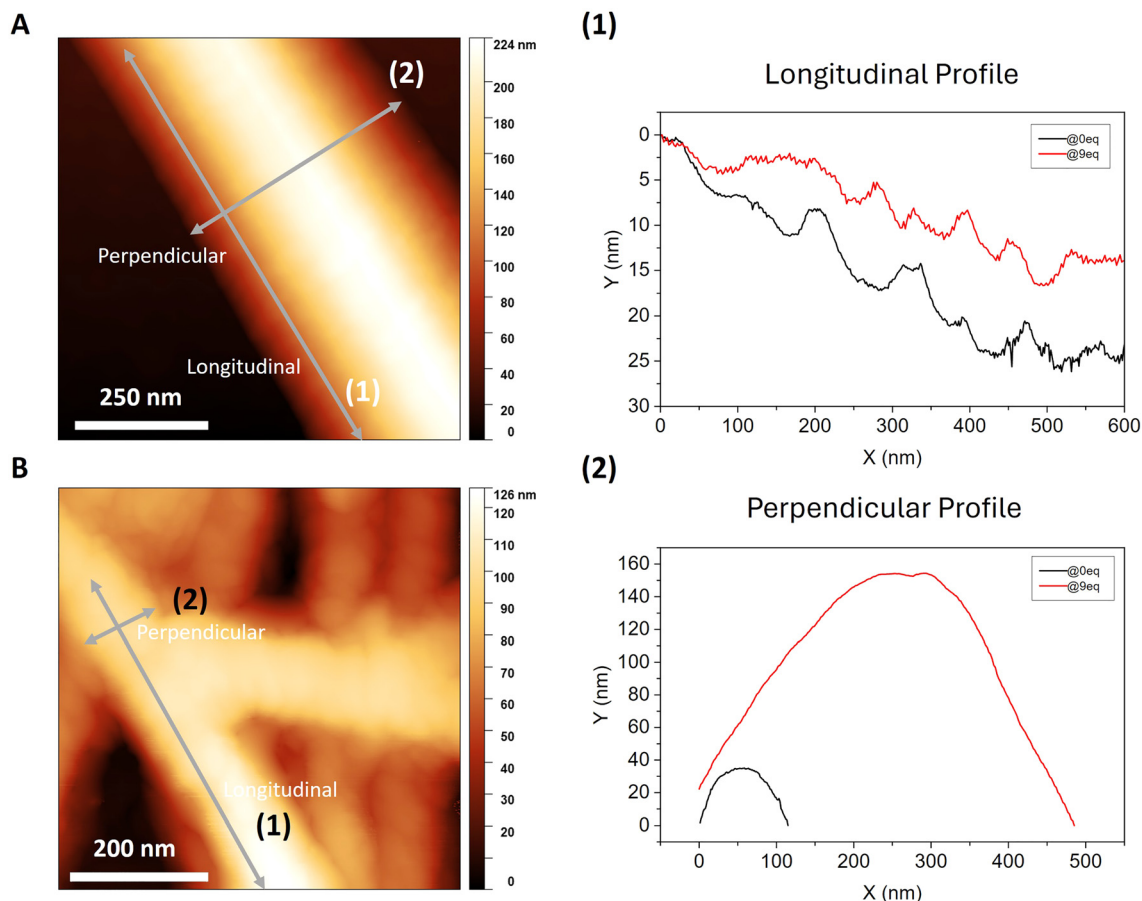 A
224 nm
200
180
160
140
120
100
80
60
40
20
0
(2)
Perpendicular
Longitudinal
(1)
250 nm
(1)
Longitudinal Profile
0
5
10
15
20
25
30
Y (nm)
@0eq
@9eq
0
100
200
300
400
500
600
X (nm)
B
126 nm
120
110
100
90
80
70
60
50
40
30
20
10
0
(2)
Perpendicular
Longitudinal
(1)
200 nm
(2)
Perpendicular Profile
160
140
120
100
80
60
40
20
0
Y (nm)
@0eq
@9eq
0
100
200
300
400
500
X (nm)